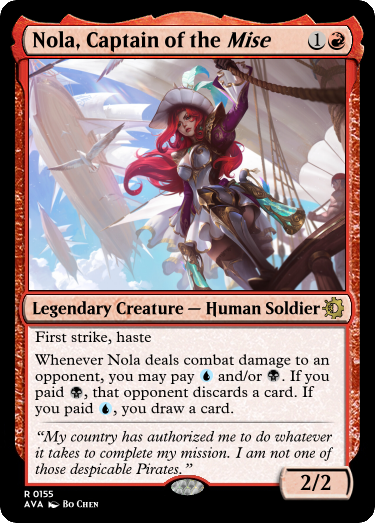 Nola, Captain of the Mise 1
Legendary Creature — Human Soldier
First strike, haste
Whenever Nola deals combat damage to an
opponent, you may pay and/or . If you
paid , that opponent discards a card. If
you paid , you draw a card.
“My country has authorized me to do whatever
it takes to complete my mission. I am not one of
those despicable Pirates.”
2/2
R 0155
AVA Bo Chen